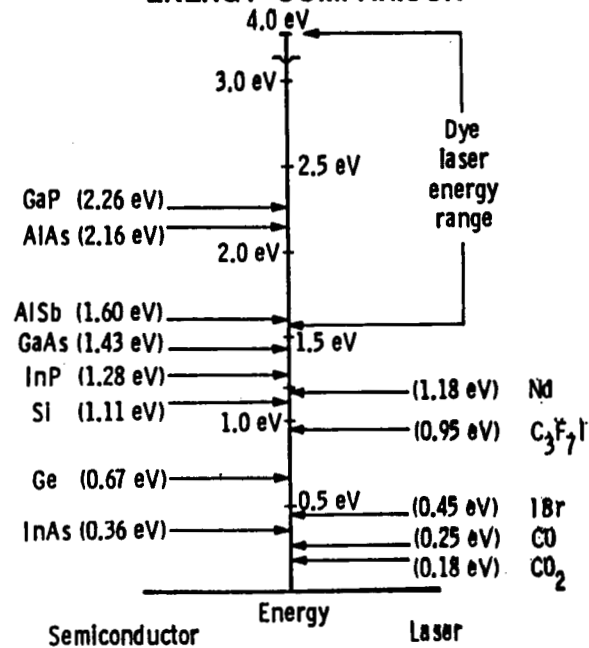 4.0 eV
3.0 eV
2.5 eV
2.0 eV
1.5 eV
1.0 eV
0.5 eV
Dye
laser
energy
range
GaP (2.26 eV)
AlAs (2.16 eV)
AlSb (1.60 eV)
GaAs (1.43 eV)
InP (1.28 eV)
Si (1.11 eV)
Ge (0.67 eV)
InAs (0.36 eV)
(1.18 eV) Nd
(0.95 eV) C3F7I
(0.45 eV) IBr
(0.25 eV) CO
(0.18 eV) CO2
Energy
Semiconductor
Laser